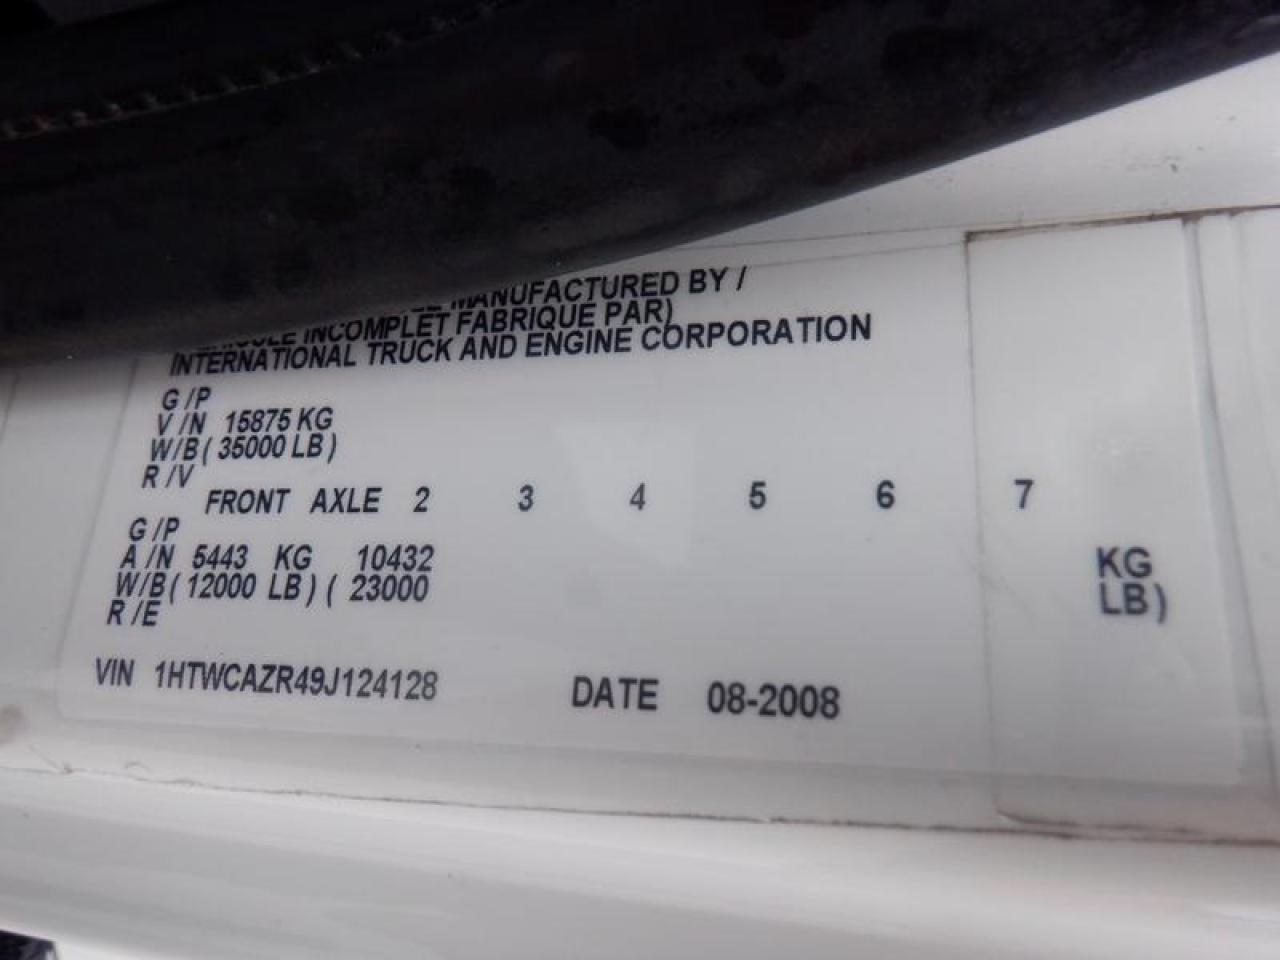 MANUFACTURED BY /
INCOMPLET FABRIQUE PAR)
INTERNATIONAL TRUCK AND ENGINE CORPORATION
G /P
V /N 15875 KG
W/B ( 35000 LB )
R /V
FRONT AXLE 2 3 4 5 6 7
G /P
A /N 5443 KG 10432 KG
W/B ( 12000 LB ) ( 23000 LB )
R /E
VIN 1HTWCAZR49J124128 DATE 08-2008